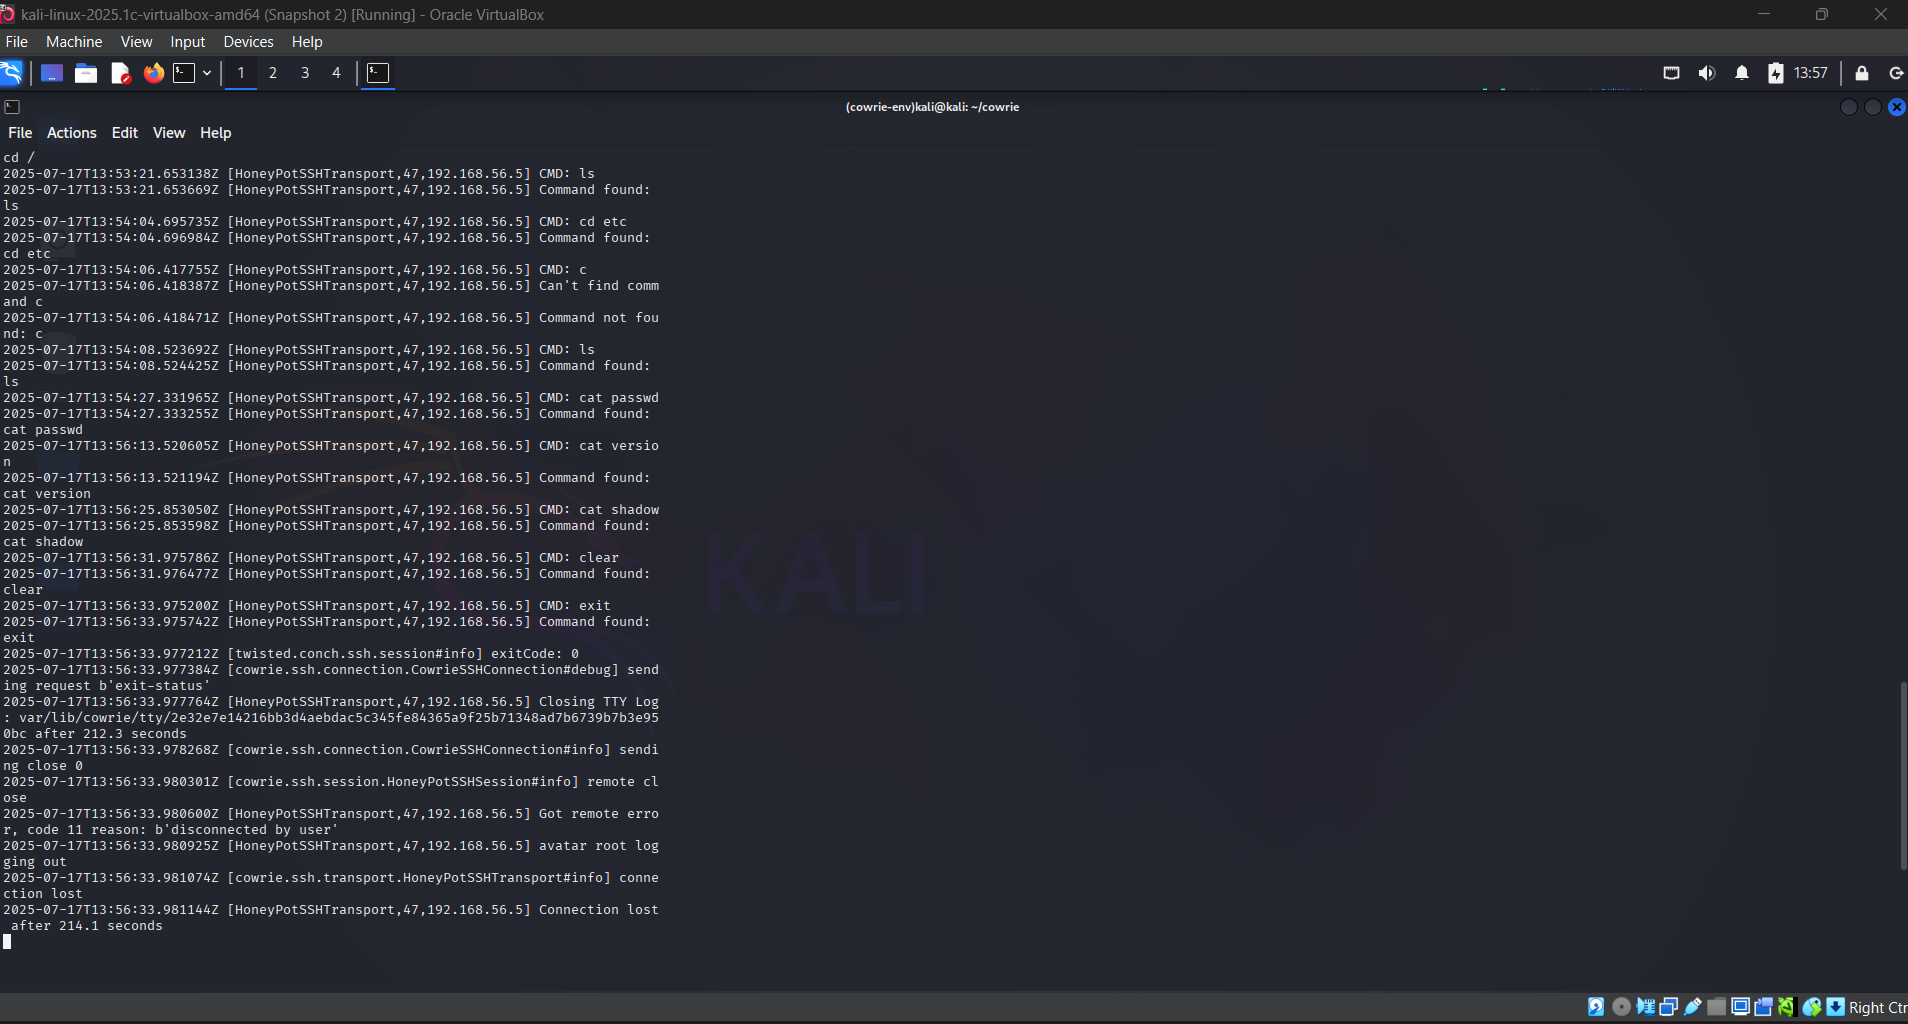 kali-linux-2025.1c-virtualbox-amd64 (Snapshot 2) [Running] - Oracle VirtualBox
File Machine View Input Devices Help
1 2 3 4 13:57
(cowrie-env)kali@kali: ~/cowrie
File Actions Edit View Help
cd /
2025-07-17T13:53:21.653138Z [HoneyPotSSHTransport,47,192.168.56.5] CMD: ls
2025-07-17T13:53:21.653669Z [HoneyPotSSHTransport,47,192.168.56.5] Command found:
ls
2025-07-17T13:54:04.695735Z [HoneyPotSSHTransport,47,192.168.56.5] CMD: cd etc
2025-07-17T13:54:04.696984Z [HoneyPotSSHTransport,47,192.168.56.5] Command found:
cd etc
2025-07-17T13:54:06.417755Z [HoneyPotSSHTransport,47,192.168.56.5] CMD: c
2025-07-17T13:54:06.418387Z [HoneyPotSSHTransport,47,192.168.56.5] Can't find comm
and c
2025-07-17T13:54:06.418471Z [HoneyPotSSHTransport,47,192.168.56.5] Command not fou
nd: c
2025-07-17T13:54:08.523692Z [HoneyPotSSHTransport,47,192.168.56.5] CMD: ls
2025-07-17T13:54:08.524425Z [HoneyPotSSHTransport,47,192.168.56.5] Command found:
ls
2025-07-17T13:54:27.331965Z [HoneyPotSSHTransport,47,192.168.56.5] CMD: cat passwd
2025-07-17T13:54:27.333255Z [HoneyPotSSHTransport,47,192.168.56.5] Command found:
cat passwd
2025-07-17T13:56:13.520605Z [HoneyPotSSHTransport,47,192.168.56.5] CMD: cat versio
n
2025-07-17T13:56:13.521194Z [HoneyPotSSHTransport,47,192.168.56.5] Command found:
cat version
2025-07-17T13:56:25.853050Z [HoneyPotSSHTransport,47,192.168.56.5] CMD: cat shadow
2025-07-17T13:56:25.853598Z [HoneyPotSSHTransport,47,192.168.56.5] Command found:
cat shadow
2025-07-17T13:56:31.975786Z [HoneyPotSSHTransport,47,192.168.56.5] CMD: clear
2025-07-17T13:56:31.976477Z [HoneyPotSSHTransport,47,192.168.56.5] Command found:
clear
2025-07-17T13:56:33.975200Z [HoneyPotSSHTransport,47,192.168.56.5] CMD: exit
2025-07-17T13:56:33.975742Z [HoneyPotSSHTransport,47,192.168.56.5] Command found:
exit
2025-07-17T13:56:33.977212Z [twisted.conch.ssh.session#info] exitCode: 0
2025-07-17T13:56:33.977384Z [cowrie.ssh.connection.CowrieSSHConnection#debug] send
ing request b'exit-status'
2025-07-17T13:56:33.977764Z [HoneyPotSSHTransport,47,192.168.56.5] Closing TTY Log
: var/lib/cowrie/tty/2e32e7e14216bb3d4aebdac5c345fe84365a9f25b71348ad7b6739b7b3e95
0bc after 212.3 seconds
2025-07-17T13:56:33.978268Z [cowrie.ssh.connection.CowrieSSHConnection#info] sendi
ng close 0
2025-07-17T13:56:33.980301Z [cowrie.ssh.session.HoneyPotSSHSession#info] remote cl
ose
2025-07-17T13:56:33.980600Z [HoneyPotSSHTransport,47,192.168.56.5] Got remote erro
r, code 11 reason: b'disconnected by user'
2025-07-17T13:56:33.980925Z [HoneyPotSSHTransport,47,192.168.56.5] avatar root log
ging out
2025-07-17T13:56:33.981074Z [cowrie.ssh.transport.HoneyPotSSHTransport#info] conne
ction lost
2025-07-17T13:56:33.981144Z [HoneyPotSSHTransport,47,192.168.56.5] Connection lost
after 214.1 seconds
KALI
Right Ctr